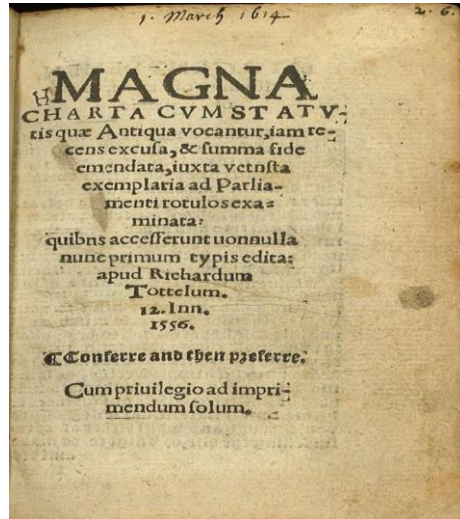 1. March 1614
2. 6.
MAGNA
CHARTA CVM STATV-
tis quæ Antiqua vocantur, iam re-
cens excusa, & summa fide
emendata, iuxta vetusta
exemplaria ad Parlia-
menti rotulos exa-
minata:
quibus accesserunt nonnulla
nunc primum typis edita:
apud Richardum
Tottelum.
12. Iun.
1556.
¶Conferre and then preferre.
Cum priuilegio ad impri-
mendum solum.